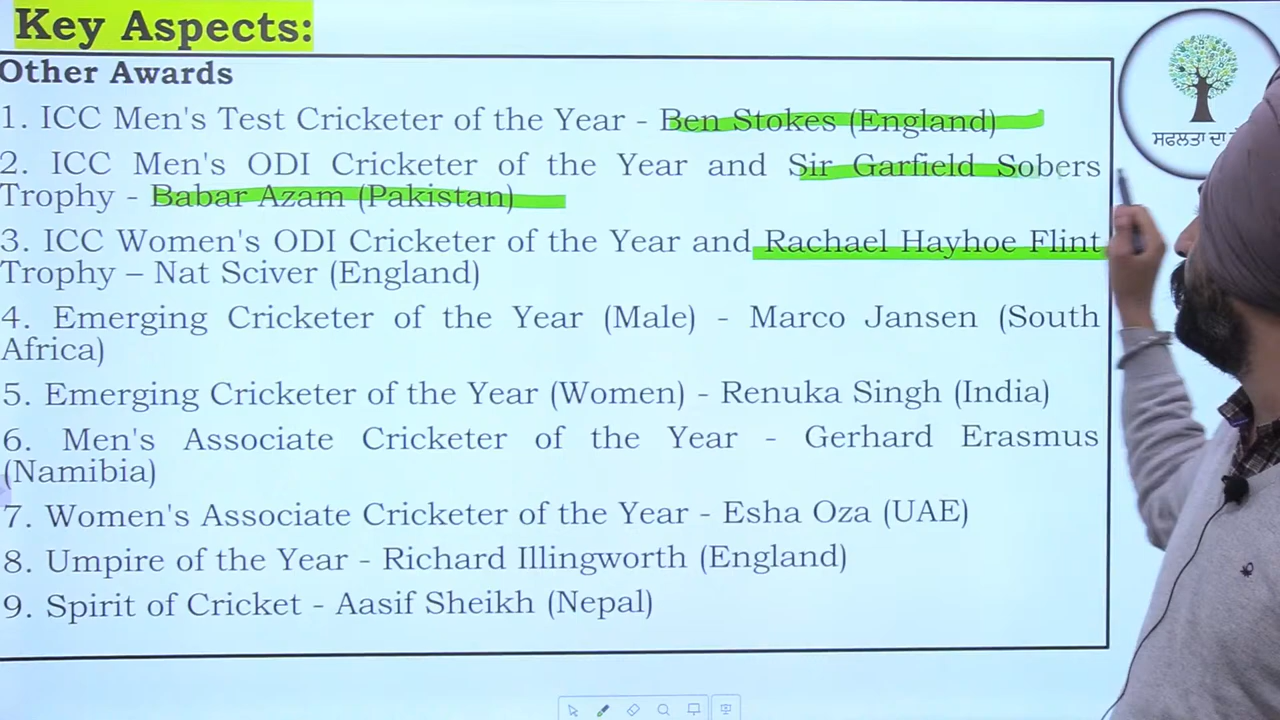 Key Aspects:
Other Awards
1. ICC Men's Test Cricketer of the Year - Ben Stokes (England)
2. ICC Men's ODI Cricketer of the Year and Sir Garfield Sobers
Trophy - Babar Azam (Pakistan)
3. ICC Women's ODI Cricketer of the Year and Rachael Hayhoe Flint
Trophy – Nat Sciver (England)
4. Emerging Cricketer of the Year (Male) - Marco Jansen (South
Africa)
5. Emerging Cricketer of the Year (Women) - Renuka Singh (India)
6. Men's Associate Cricketer of the Year - Gerhard Erasmus
(Namibia)
7. Women's Associate Cricketer of the Year - Esha Oza (UAE)
8. Umpire of the Year - Richard Illingworth (England)
9. Spirit of Cricket - Aasif Sheikh (Nepal)
ਸਫਲਤਾ ਦਾ